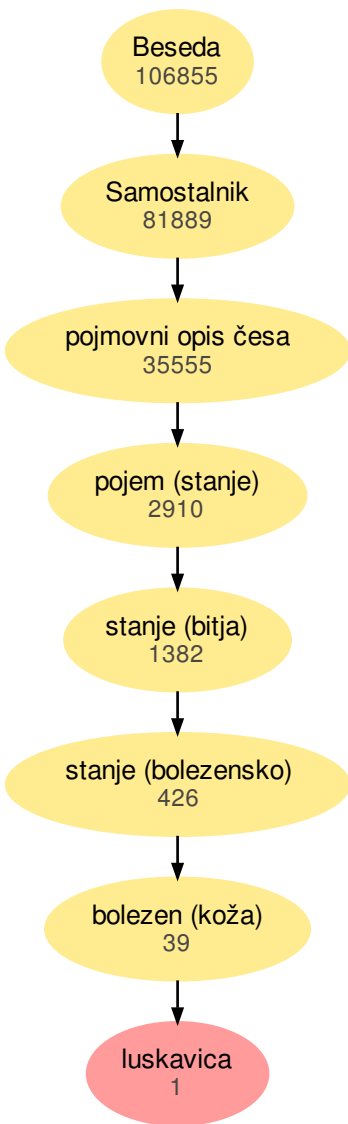 Beseda
106855
Samostalnik
81889
pojmovni opis česa
35555
pojem (stanje)
2910
stanje (bitja)
1382
stanje (bolezensko)
426
bolezen (koža)
39
luskavica
1